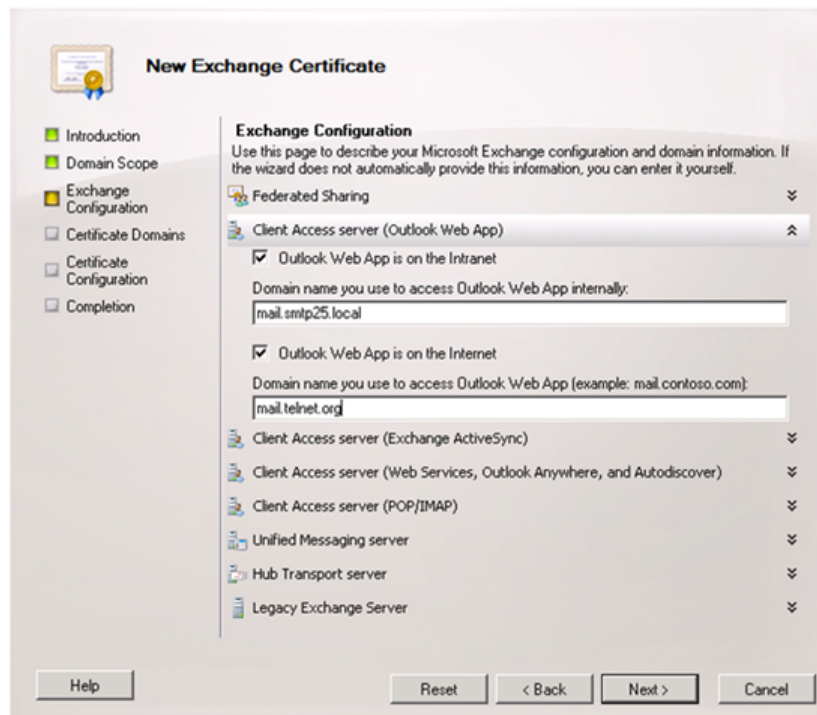 New Exchange Certificate
Introduction
Domain Scope
Exchange
Configuration
Certificate Domains
Certificate
Configuration
Completion
Exchange Configuration
Use this page to describe your Microsoft Exchange configuration and domain information. If
the wizard does not automatically provide this information, you can enter it yourself.
Federated Sharing
Client Access server (Outlook Web App)
Outlook Web App is on the Intranet
Domain name you use to access Outlook Web App internally:
mail.smtp25.local
Outlook Web App is on the Internet
Domain name you use to access Outlook Web App (example: mail.contoso.com):
mail.telnet.org
Client Access server (Exchange ActiveSync)
Client Access server (Web Services, Outlook Anywhere, and Autodiscover)
Client Access server (POP/IMAP)
Unified Messaging server
Hub Transport server
Legacy Exchange Server
Help
Reset
< Back
Next >
Cancel